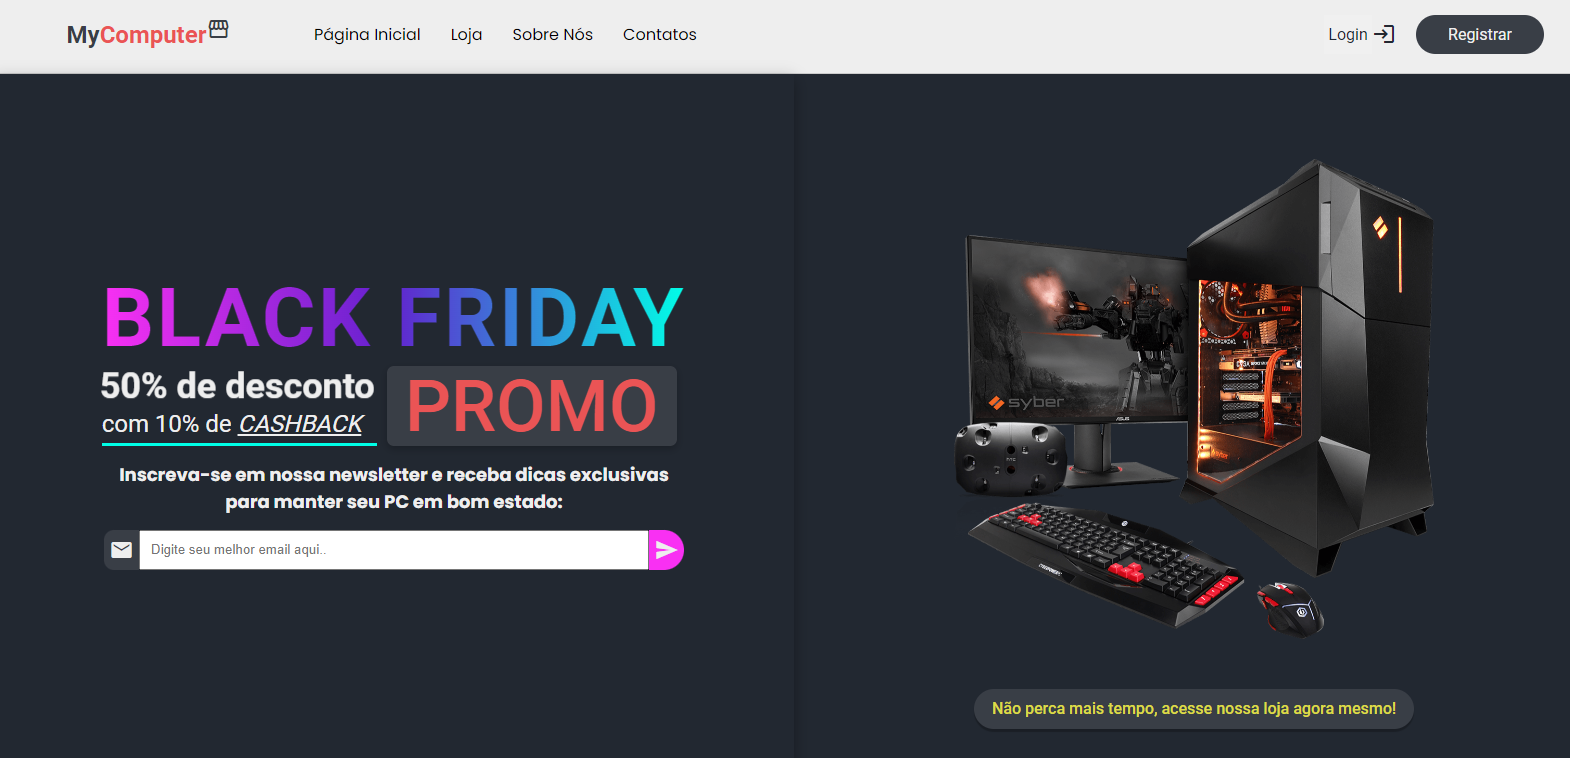 MyComputer
Página Inicial
Loja
Sobre Nós
Contatos
Login
Registrar
BLACK FRIDAY
50% de desconto
com 10% de CASHBACK
PROMO
Inscreva-se em nossa newsletter e receba dicas exclusivas
para manter seu PC em bom estado:
Digite seu melhor email aqui..
syber
ASUS
Não perca mais tempo, acesse nossa loja agora mesmo!